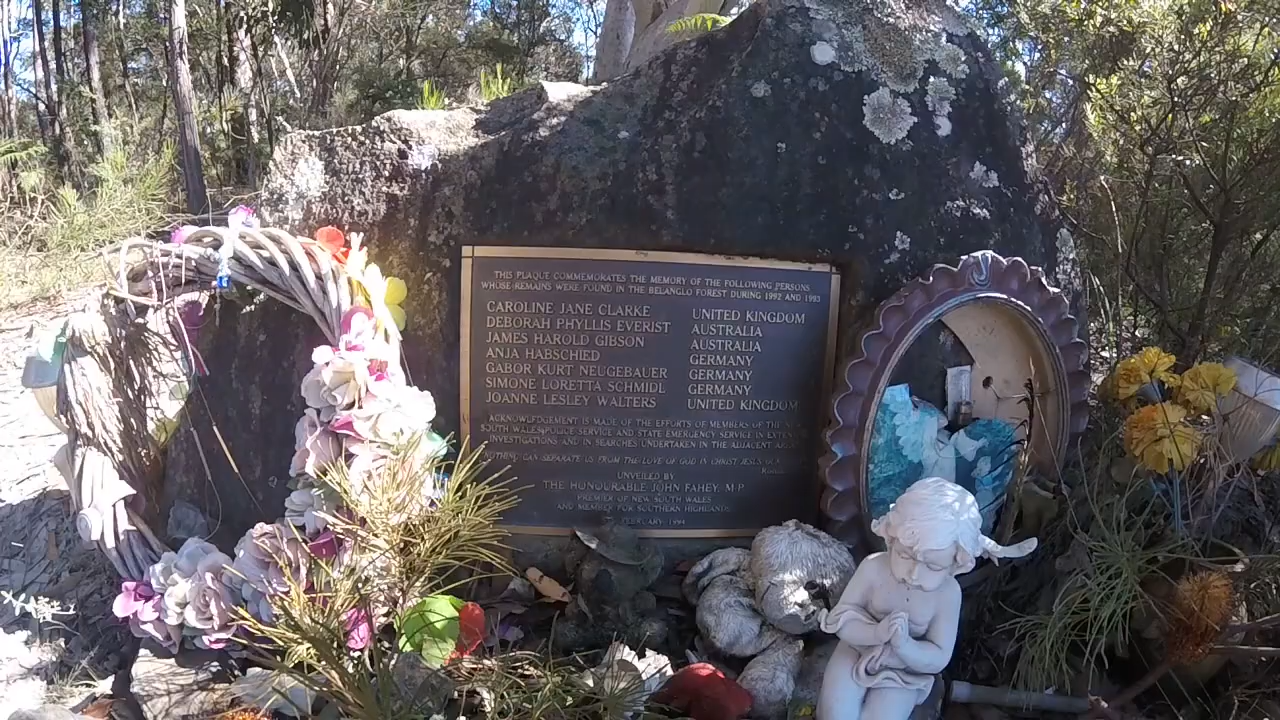 THIS PLAQUE COMMEMORATES THE MEMORY OF THE FOLLOWING PERSONS
WHOSE REMAINS WERE FOUND IN THE BELANGLO FOREST DURING 1992 AND 1993
CAROLINE JANE CLARKE UNITED KINGDOM
DEBORAH PHYLLIS EVERIST AUSTRALIA
JAMES HAROLD GIBSON AUSTRALIA
ANJA HABSCHIED GERMANY
GABOR KURT NEUGEBAUER GERMANY
SIMONE LORETTA SCHMIDL GERMANY
JOANNE LESLEY WALTERS UNITED KINGDOM
ACKNOWLEDGEMENT IS MADE OF THE EFFORTS OF MEMBERS OF THE
SOUTH WALES POLICE SERVICE AND STATE EMERGENCY SERVICE IN
INVESTIGATIONS AND IN SEARCHES UNDERTAKEN IN THE ADJACENT
NOTHING CAN SEPARATE US FROM THE LOVE OF GOD IN CHRIST JESUS
UNVEILED BY
THE HONOURABLE JOHN FAHEY, M P
PREMIER OF NEW SOUTH WALES
AND MEMBER FOR SOUTHERN HIGHLANDS
FEBRUARY 1994